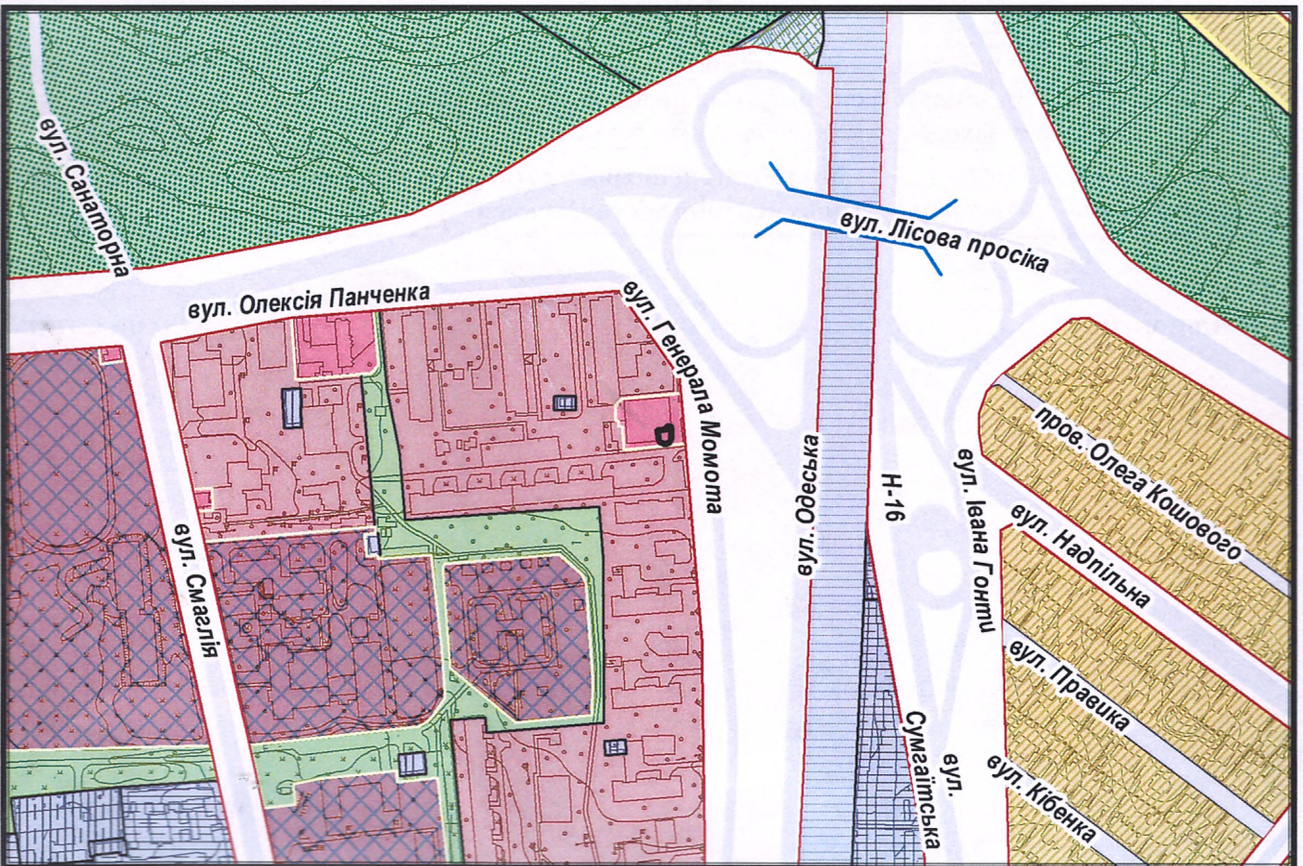 вул. Санаторна
вул. Лісова просіка
вул. Олексія Панченка
вул. Генерала Момота
пров. Олега Кошового
вул. Одеська
Н-16
вул. Івана Гонти
вул. Надпільна
вул. Смаглія
вул. Правика
вул.
Сумгаїтська
вул. Кібенка